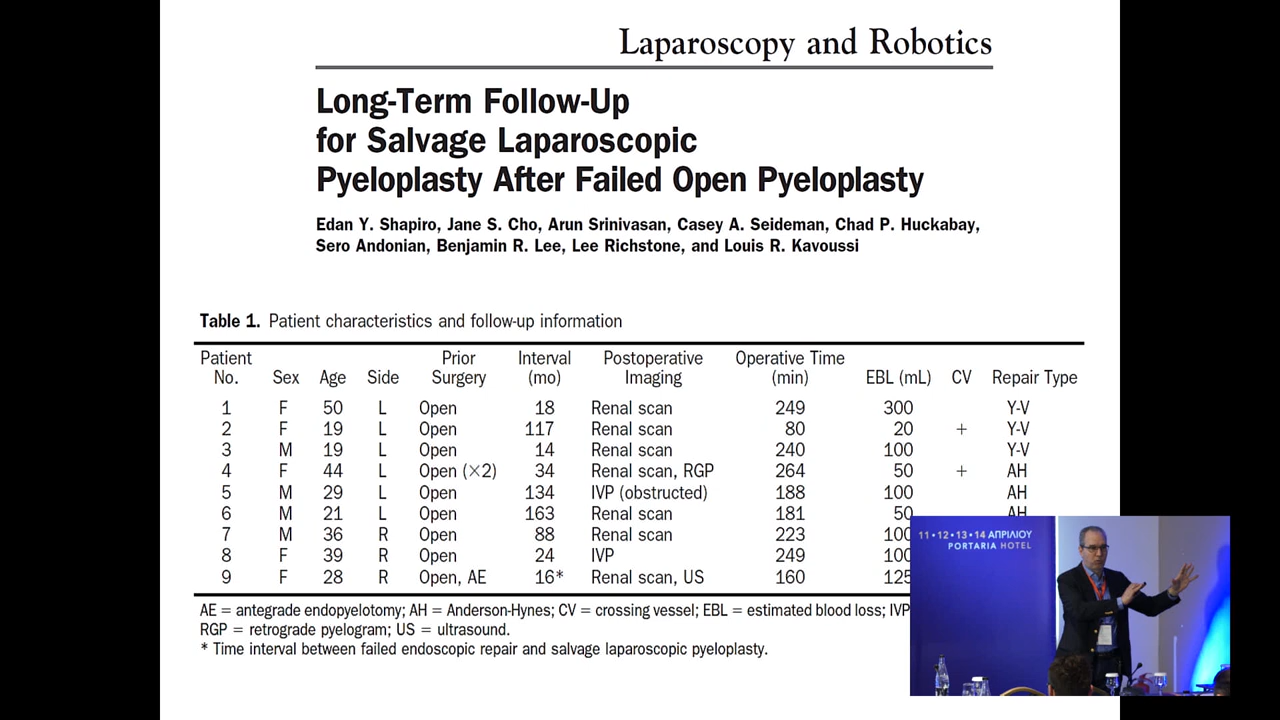 Laparoscopy and Robotics
Long-Term Follow-Up
for Salvage Laparoscopic
Pyeloplasty After Failed Open Pyeloplasty
Edan Y. Shapiro, Jane S. Cho, Arun Srinivasan, Casey A. Seideman, Chad P. Huckabay,
Sero Andonian, Benjamin R. Lee, Lee Richstone, and Louis R. Kavoussi
Table 1. Patient characteristics and follow-up information
Patient Prior Interval Postoperative Operative Time
No. Sex Age Side Surgery (mo) Imaging (min) EBL (mL) CV Repair Type
1 F 50 L Open 18 Renal scan 249 300 Y-V
2 F 19 L Open 117 Renal scan 80 20 + Y-V
3 M 19 L Open 14 Renal scan 240 100 Y-V
4 F 44 L Open (×2) 34 Renal scan, RGP 264 50 + AH
5 M 29 L Open 134 IVP (obstructed) 188 100 AH
6 M 21 L Open 163 Renal scan 181 50 AH
7 M 36 R Open 88 Renal scan 223 100
8 F 39 R Open 24 IVP 249 100
9 F 28 R Open, AE 16* Renal scan, US 160 125
AE = antegrade endopyelotomy; AH = Anderson-Hynes; CV = crossing vessel; EBL = estimated blood loss; IVP
RGP = retrograde pyelogram; US = ultrasound.
* Time interval between failed endoscopic repair and salvage laparoscopic pyeloplasty.
11•12•13•14 ΑΠΡΙΛΙΟΥ
PORTARIA HOTEL